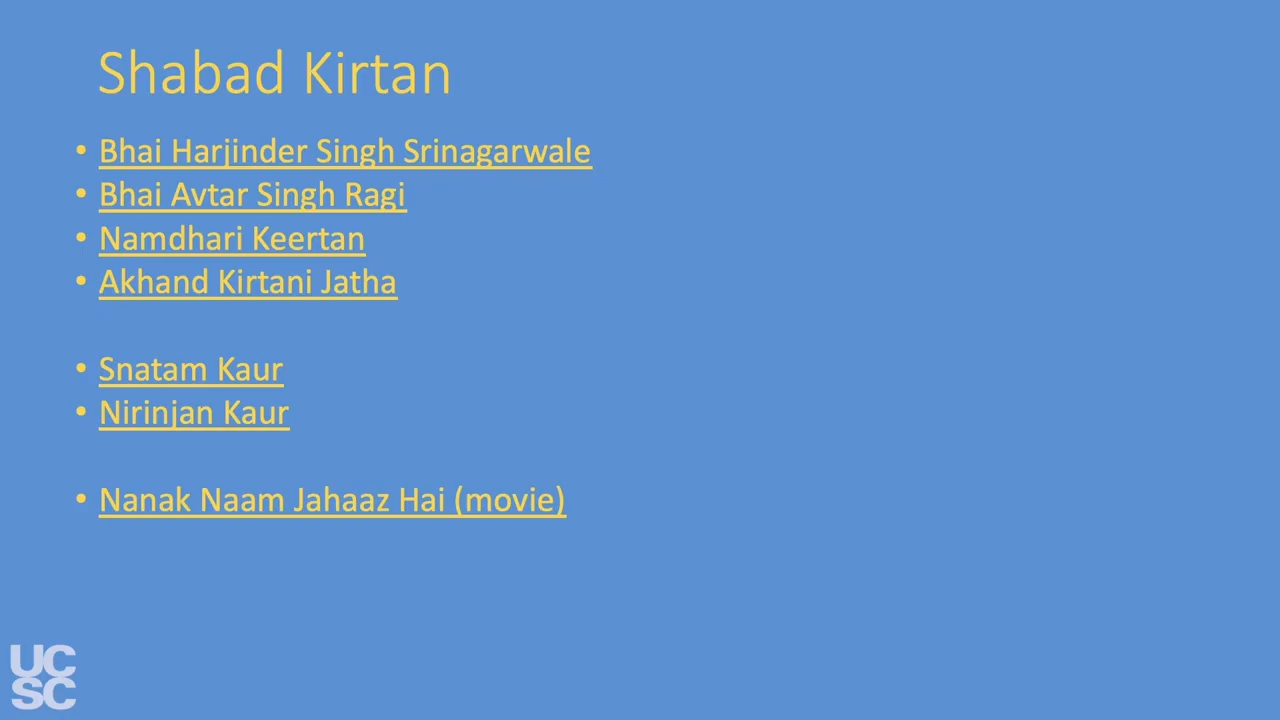 Shabad Kirtan
• Bhai Harjinder Singh Srinagarwale
• Bhai Avtar Singh Ragi
• Namdhari Keertan
• Akhand Kirtani Jatha
• Snatam Kaur
• Nirinjan Kaur
• Nanak Naam Jahaaz Hai (movie)
UC
SC